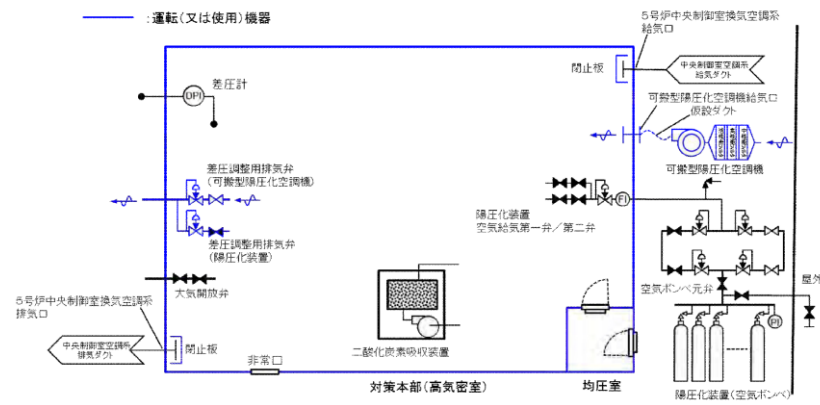 :運転(又は使用)機器
5号炉中央制御室換気空調系
給気口
閉止板
中央制御室空調系
給気ダクト
差圧計
DPI
可搬型陽圧化空調機給気口
仮設ダクト
可搬型陽圧化空調機
差圧調整用排気弁
(可搬型陽圧化空調機)
陽圧化装置
空気給気第一弁/第二弁
FI
差圧調整用排気弁
(陽圧化装置)
大気開放弁
空気ボンベ元弁
屋外
5号炉中央制御室換気空調系
排気口
PI
中央制御室空調系
排気ダクト
閉止板
二酸化炭素吸収装置
非常口
対策本部(高気密室)
均圧室
陽圧化装置(空気ボンベ)